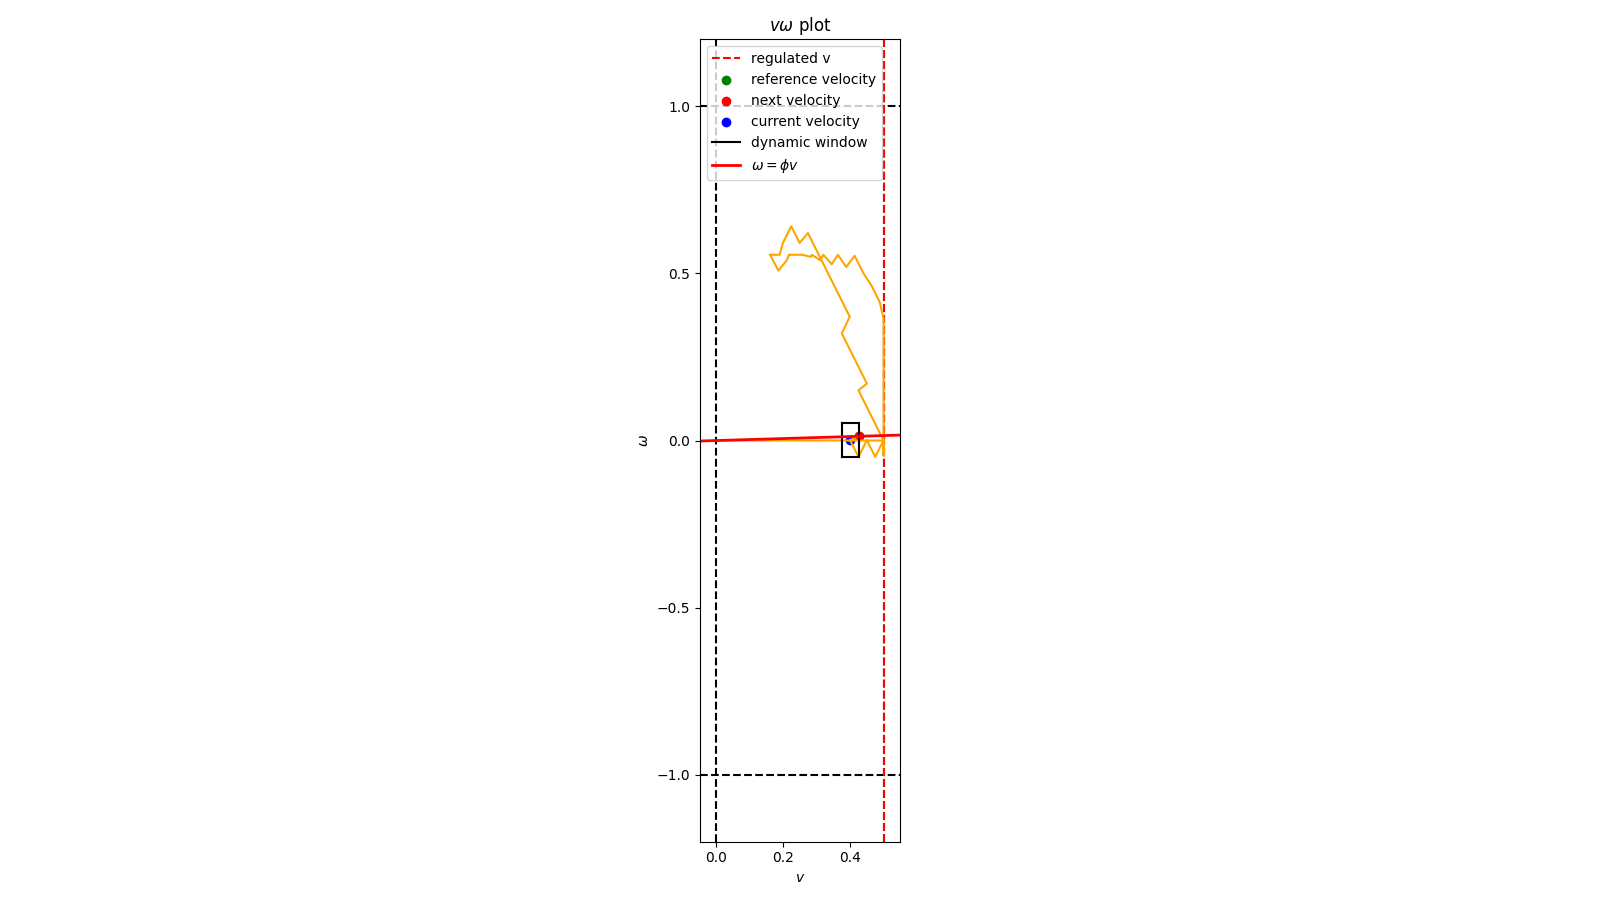 vω plot
regulated v
reference velocity
next velocity
current velocity
dynamic window
ω = ϕv
1.0
0.5
0.0
−0.5
−1.0
ω
0.0 0.2 0.4
v